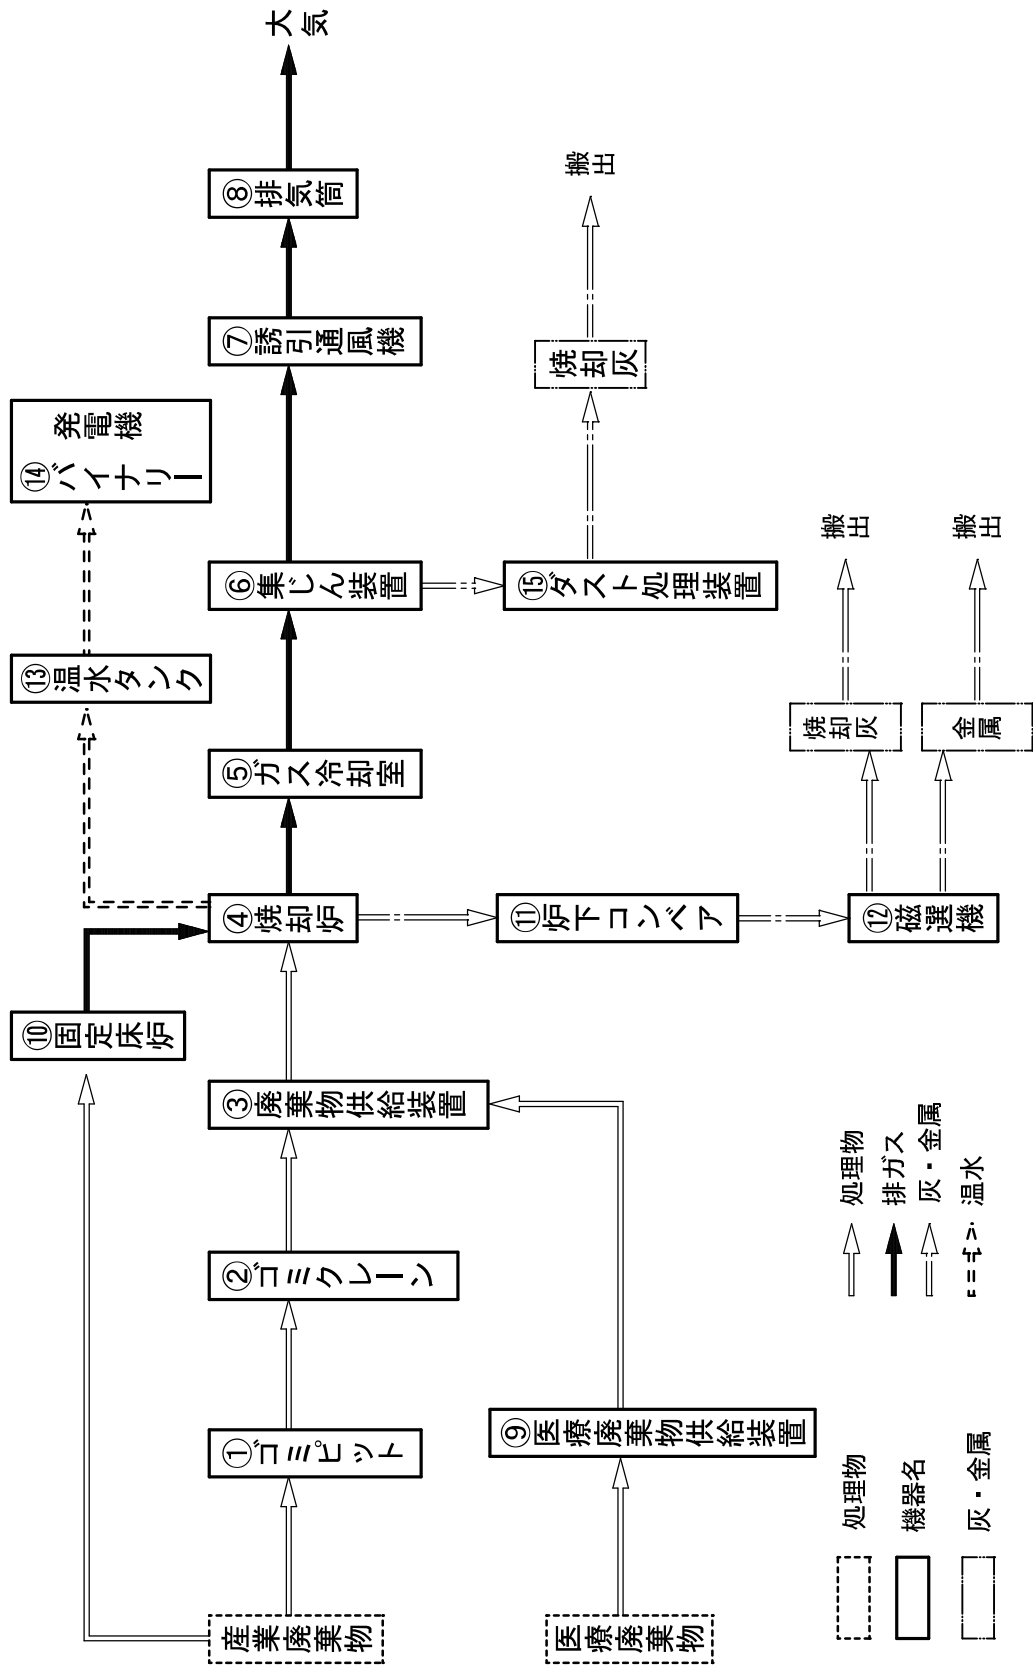 産業廃棄物
医療廃棄物
①ゴミピット
②ゴミクレーン
③廃棄物供給装置
④焼却炉
⑤ガス冷却室
⑥集じん装置
⑦誘引通風機
⑧排気筒
大気
⑨医療廃棄物供給装置
⑩固定床炉
⑪炉下コンベア
⑫磁選機
⑬温水タンク
⑭バイナリー
発電機
⑮ダスト処理装置
焼却灰
搬出
焼却灰
搬出
金属
搬出
処理物
機器名
灰・金属
処理物
排ガス
灰・金属
温水